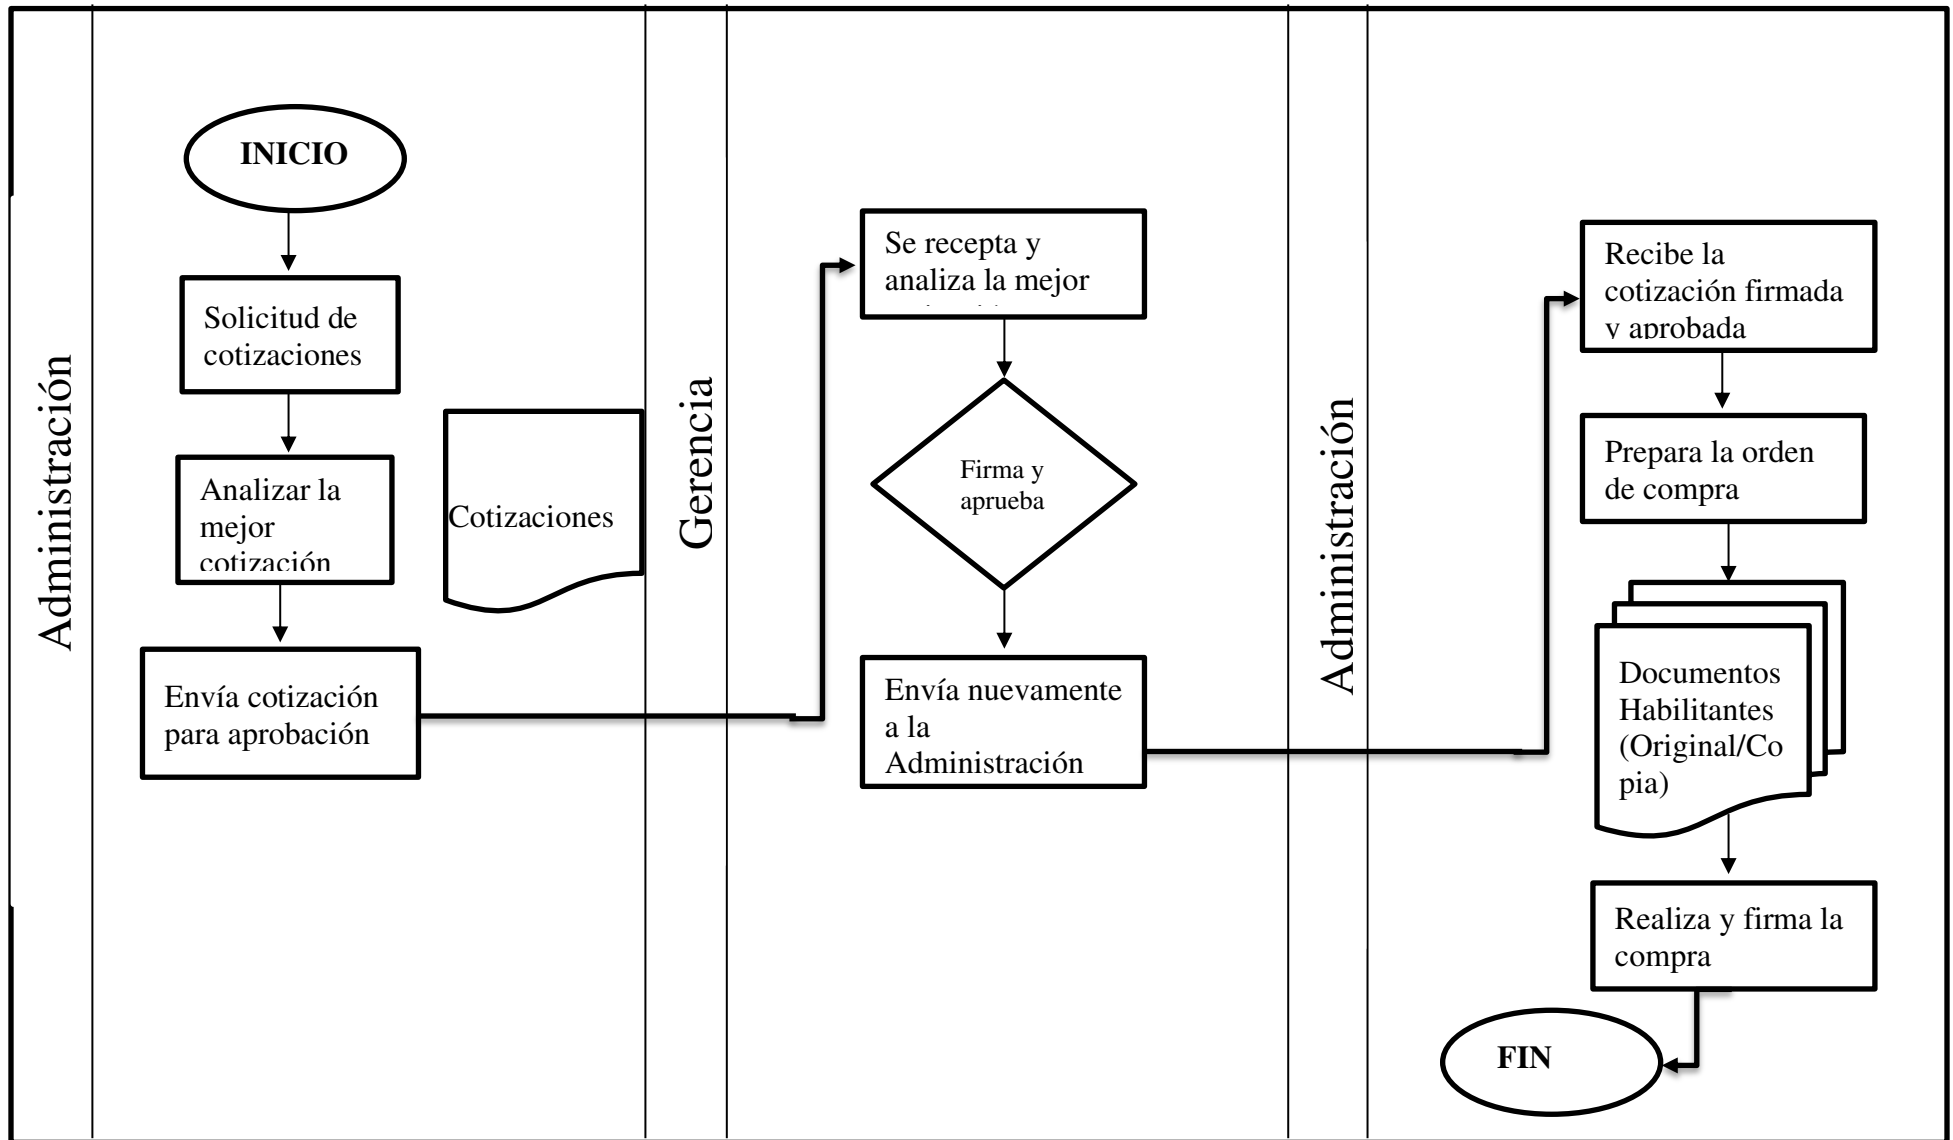 Administración
INICIO
Solicitud de
cotizaciones
Analizar la
mejor
cotización
Envía cotización
para aprobación
Cotizaciones
Gerencia
Se recepta y
analiza la mejor
Firma y
aprueba
Envía nuevamente
a la
Administración
Administración
Recibe la
cotización firmada
y aprobada
Prepara la orden
de compra
Documentos
Habilitantes
(Original/Co
pia)
Realiza y firma la
compra
FIN